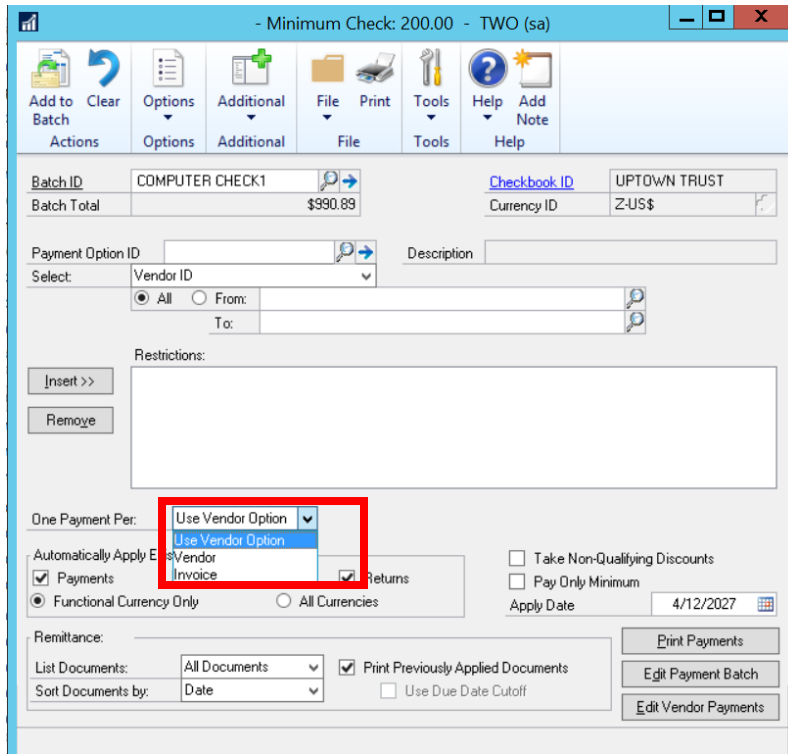 - Minimum Check: 200.00 - TWO (sa)
Add to Batch Clear Options Additional File Print Tools Help Add Note
Actions Options Additional File Tools Help
Batch ID COMPUTER CHECK1 Checkbook ID UPTOWN TRUST
Batch Total $990.89 Currency ID Z-US$
Payment Option ID Description
Select: Vendor ID
All From:
To:
Restrictions:
Insert >>
Remove
One Payment Per: Use Vendor Option
Use Vendor Option
Vendor
Invoice
Automatically Apply
Take Non-Qualifying Discounts
Payments Returns Pay Only Minimum
Functional Currency Only All Currencies Apply Date 4/12/2027
Remittance: Print Payments
List Documents: All Documents Print Previously Applied Documents Edit Payment Batch
Sort Documents by: Date Use Due Date Cutoff Edit Vendor Payments